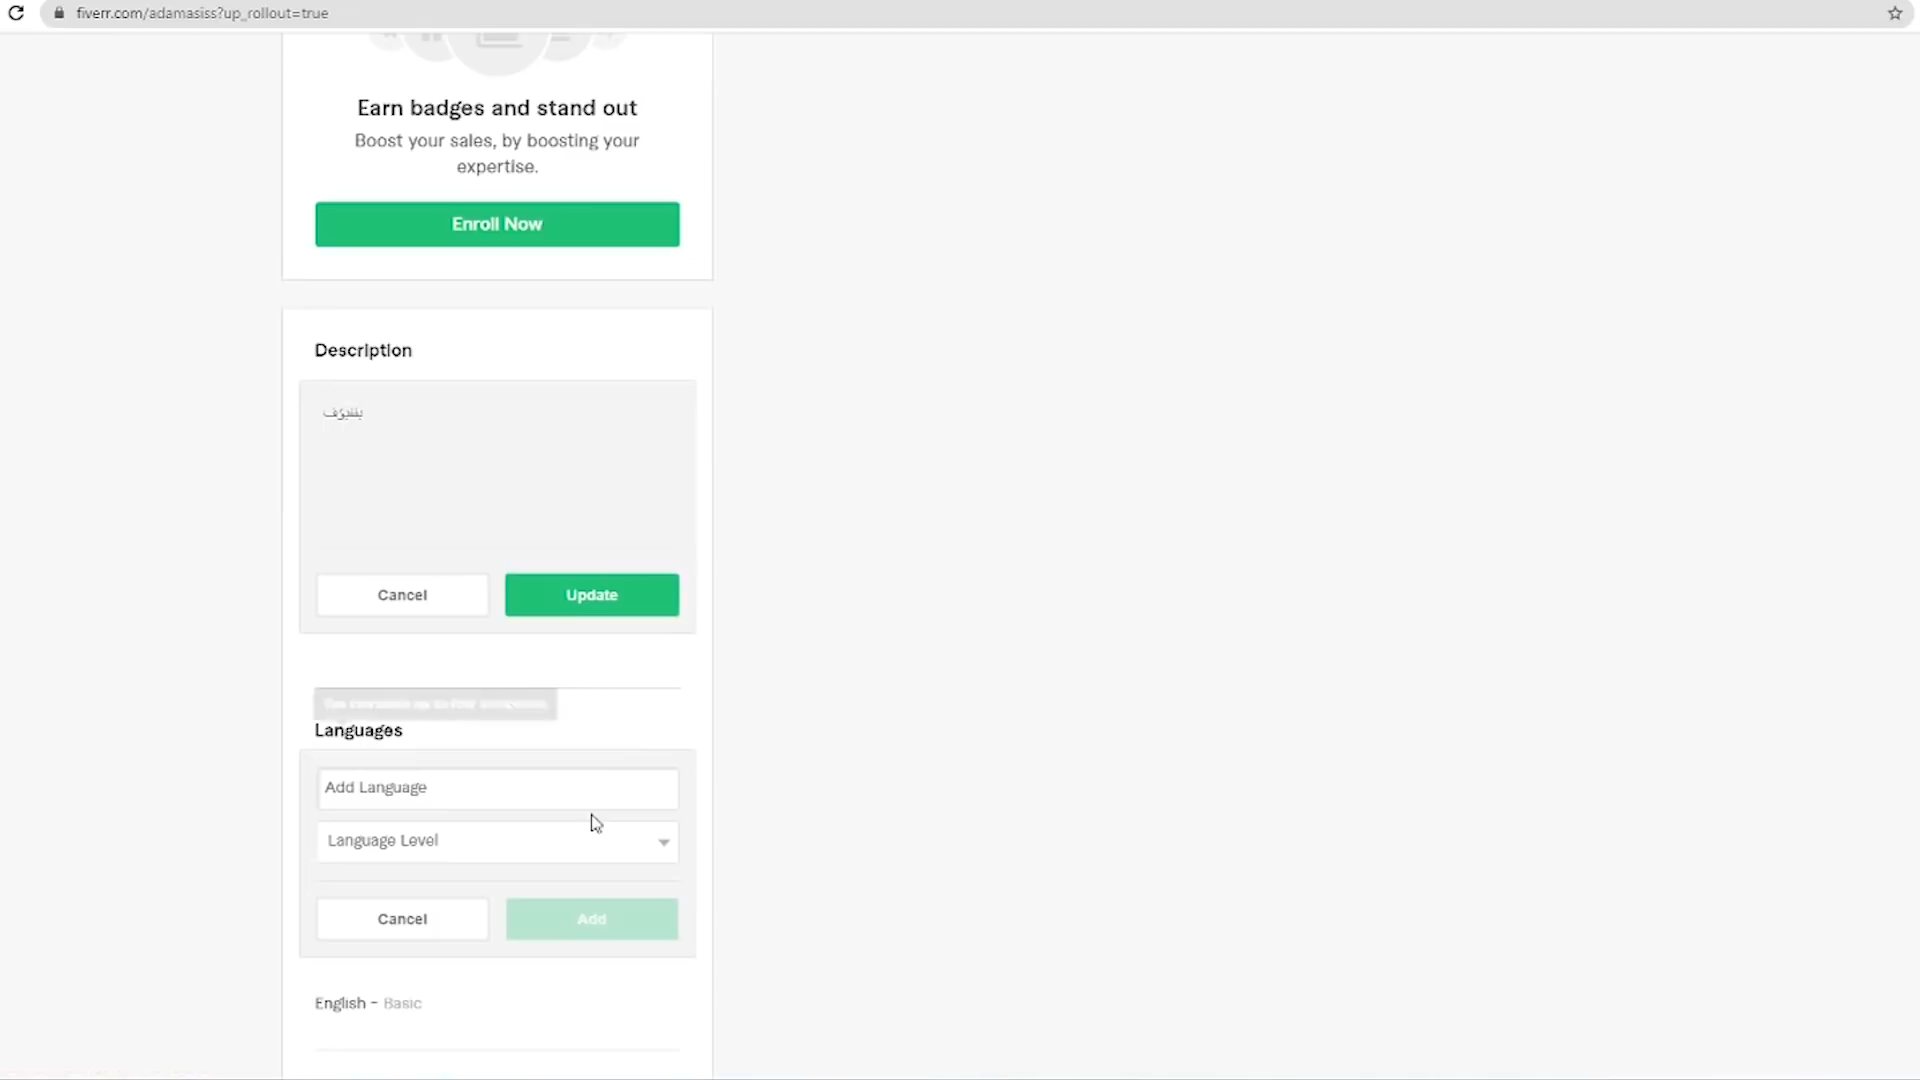 fiverr.com/adamasiss?up_rollout=true
Earn badges and stand out
Boost your sales, by boosting your
expertise.
Enroll Now
Description
Cancel
Update
Languages
Add Language
Language Level
Cancel
Add
English - Basic